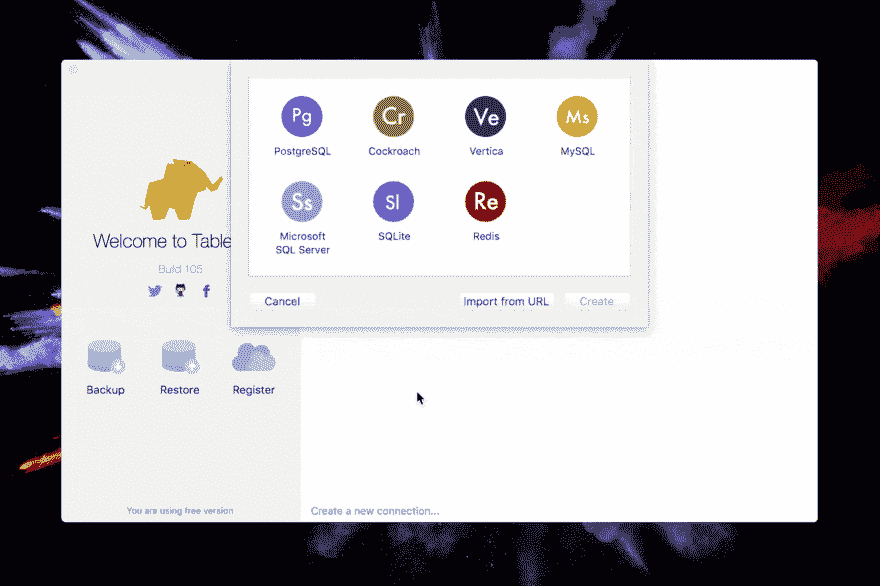 Pg
Cr
Ve
Ms
PostgreSQL
Cockroach
Vertica
MySQL
Ss
Sl
Re
Microsoft
SQL Server
SQLite
Redis
Cancel
Import from URL
Create
Welcome to Table
Build 105
Backup
Restore
Register
You are using free version
Create a new connection...